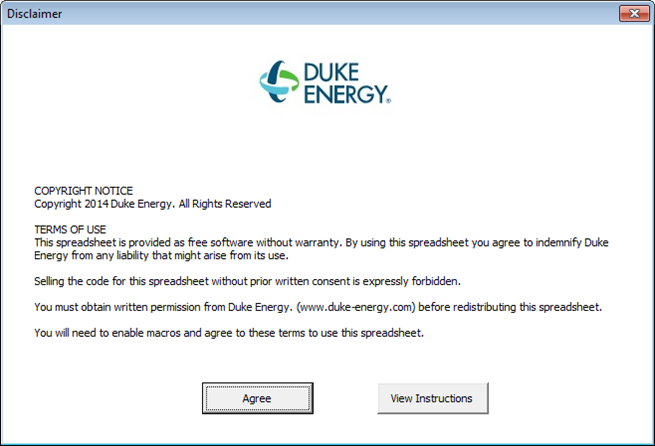 Disclaimer
DUKE
ENERGY®
COPYRIGHT NOTICE
Copyright 2014 Duke Energy. All Rights Reserved
TERMS OF USE
This spreadsheet is provided as free software without warranty. By using this spreadsheet you agree to indemnify Duke
Energy from any liability that might arise from its use.
Selling the code for this spreadsheet without prior written consent is expressly forbidden.
You must obtain written permission from Duke Energy. (www.duke-energy.com) before redistributing this spreadsheet.
You will need to enable macros and agree to these terms to use this spreadsheet.
Agree
View Instructions